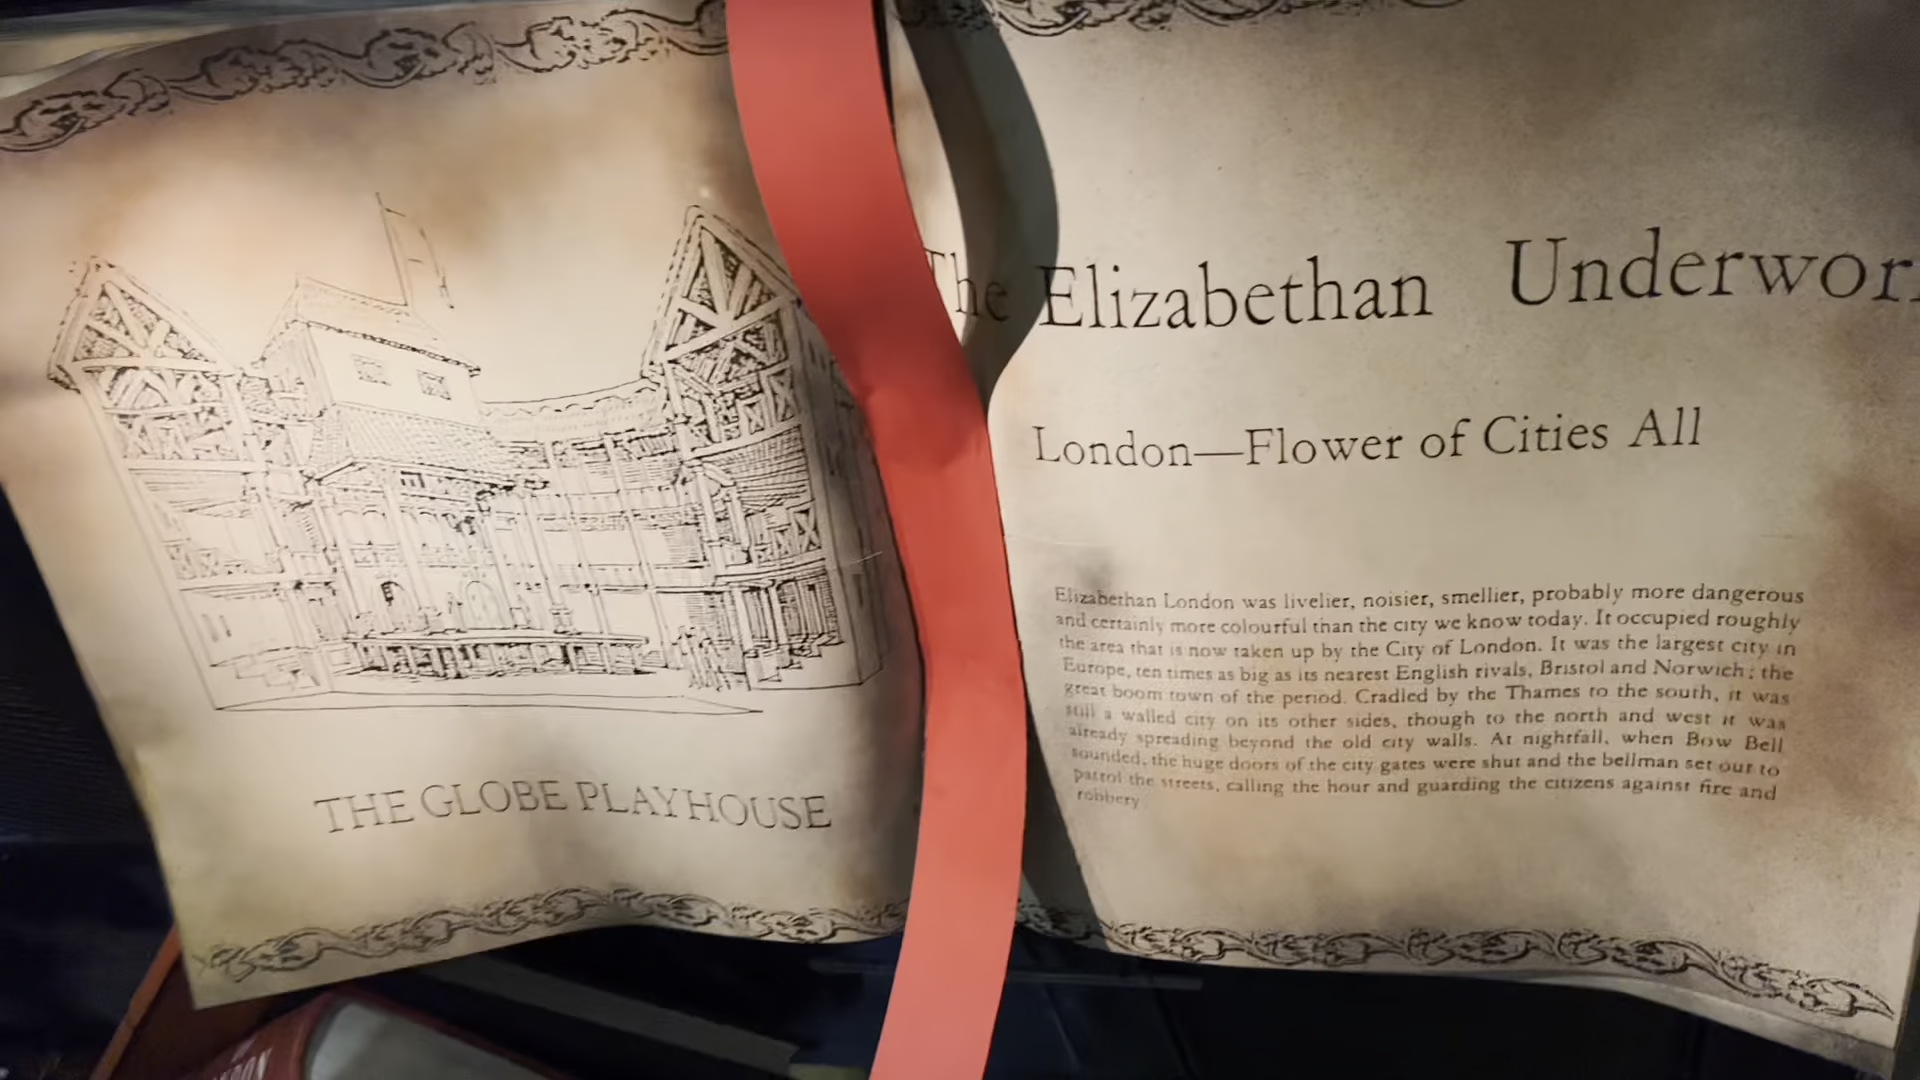 THE GLOBE PLAYHOUSE
The Elizabethan Underwor
London—Flower of Cities All
Elizabethan London was livelier, noisier, smellier, probably more dangerous
and certainly more colourful than the city we know today. It occupied roughly
the area that is now taken up by the City of London. It was the largest city in
Europe, ten times as big as its nearest English rivals, Bristol and Norwich; the
great boom town of the period. Cradled by the Thames to the south, it was
still a walled city on its other sides, though to the north and west it was
already spreading beyond the old city walls. At nightfall, when Bow Bell
sounded, the huge doors of the city gates were shut and the bellman set out to
patrol the streets, calling the hour and guarding the citizens against fire and
robbery